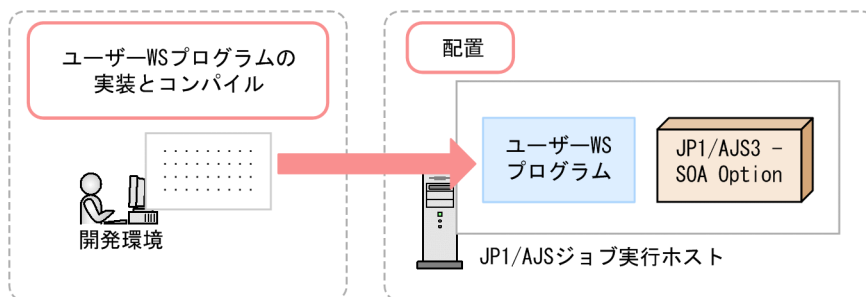 ユーザーWSプログラムの
実装とコンパイル
開発環境
配置
ユーザーWS
プログラム
JP1/AJS3 −
SOA Option
JP1/AJSジョブ実行ホスト